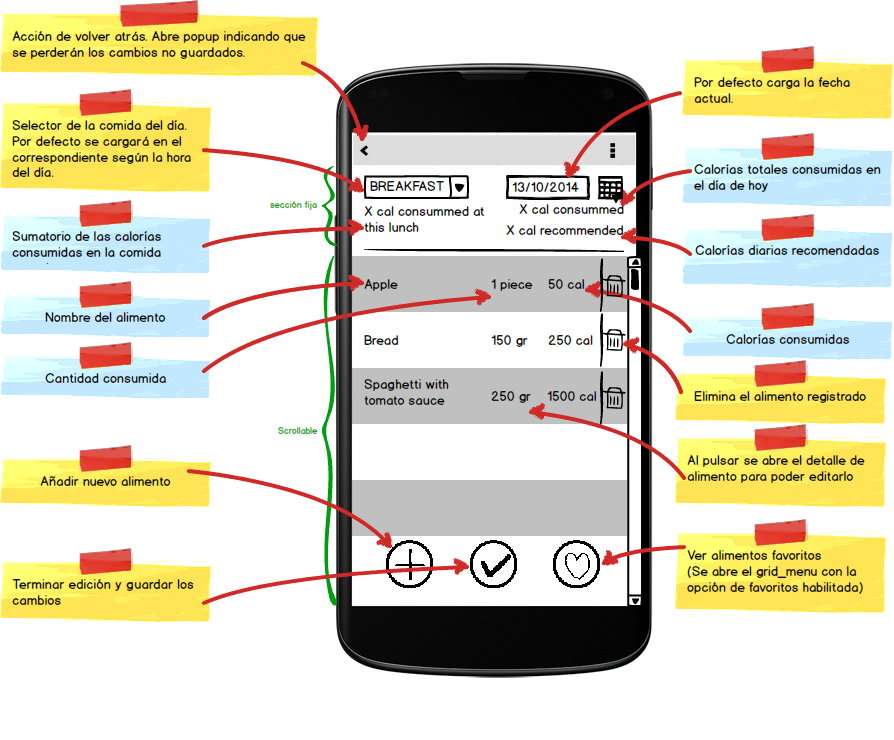 Acción de volver atrás. Abre popup indicando que
se perderán los cambios no guardados.
Selector de la comida del día.
Por defecto se cargará en el
correspondiente según la hora
del día.
sección fija
Sumatorio de las calorías
consumidas en la comida
Nombre del alimento
Cantidad consumida
Scrollable
Añadir nuevo alimento
Terminar edición y guardar los
cambios
BREAKFAST
13/10/2014
X cal consummed at
this lunch
X cal consummed
X cal recommended
Apple 1 piece 50 cal
Bread 150 gr 250 cal
Spaghetti with
tomato sauce 250 gr 1500 cal
Por defecto carga la fecha
actual.
Calorías totales consumidas en
el día de hoy
Calorías diarias recomendadas
Calorías consumidas
Elimina el alimento registrado
Al pulsar se abre el detalle de
alimento para poder editarlo
Ver alimentos favoritos
(Se abre el grid_menu con la
opción de favoritos habilitada)